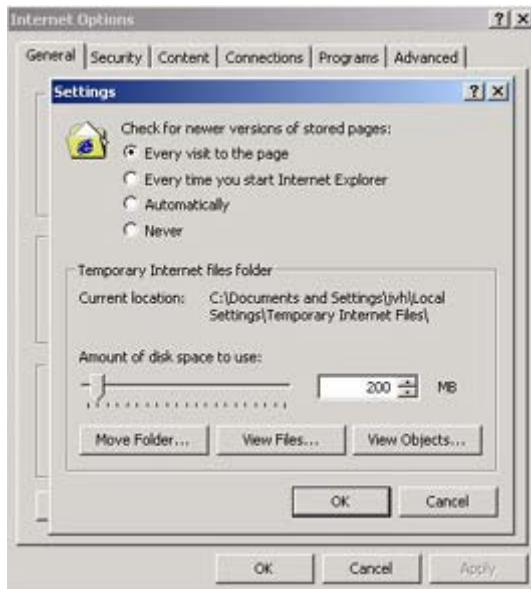 Internet Options
General Security Content Connections Programs Advanced
Settings
Check for newer versions of stored pages:
Every visit to the page
Every time you start Internet Explorer
Automatically
Never
Temporary Internet files folder
Current location: C:\Documents and Settings\jvh\Local
Settings\Temporary Internet Files\
Amount of disk space to use:
200 MB
Move Folder... View Files... View Objects...
OK Cancel
OK Cancel Apply